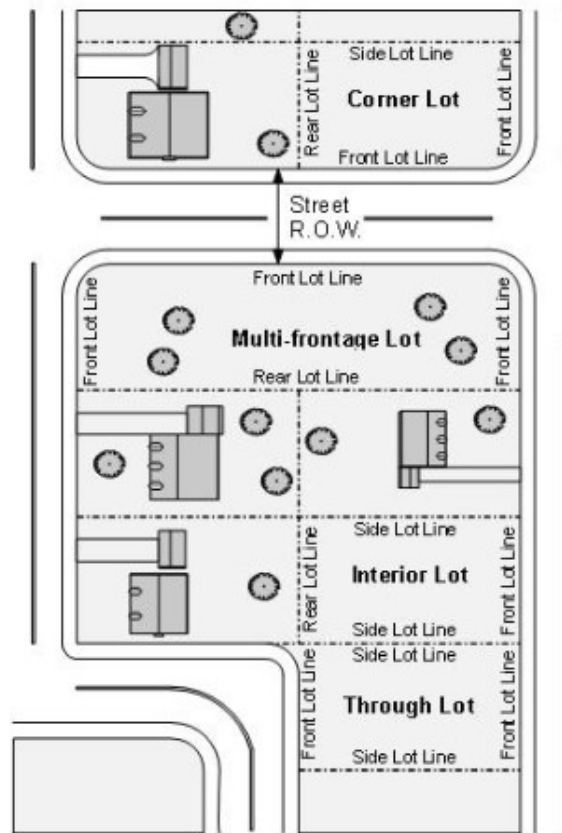 Side Lot Line
Rear Lot Line
Corner Lot
Front Lot Line
Front Lot Line
Street
R.O.W.
Front Lot Line
Front Lot Line
Multi-frontage Lot
Front Lot Line
Rear Lot Line
Side Lot Line
Rear Lot Line
Interior Lot
Front Lot Line
Side Lot Line
Side Lot Line
Front Lot Line
Through Lot
Front Lot Line
Side Lot Line